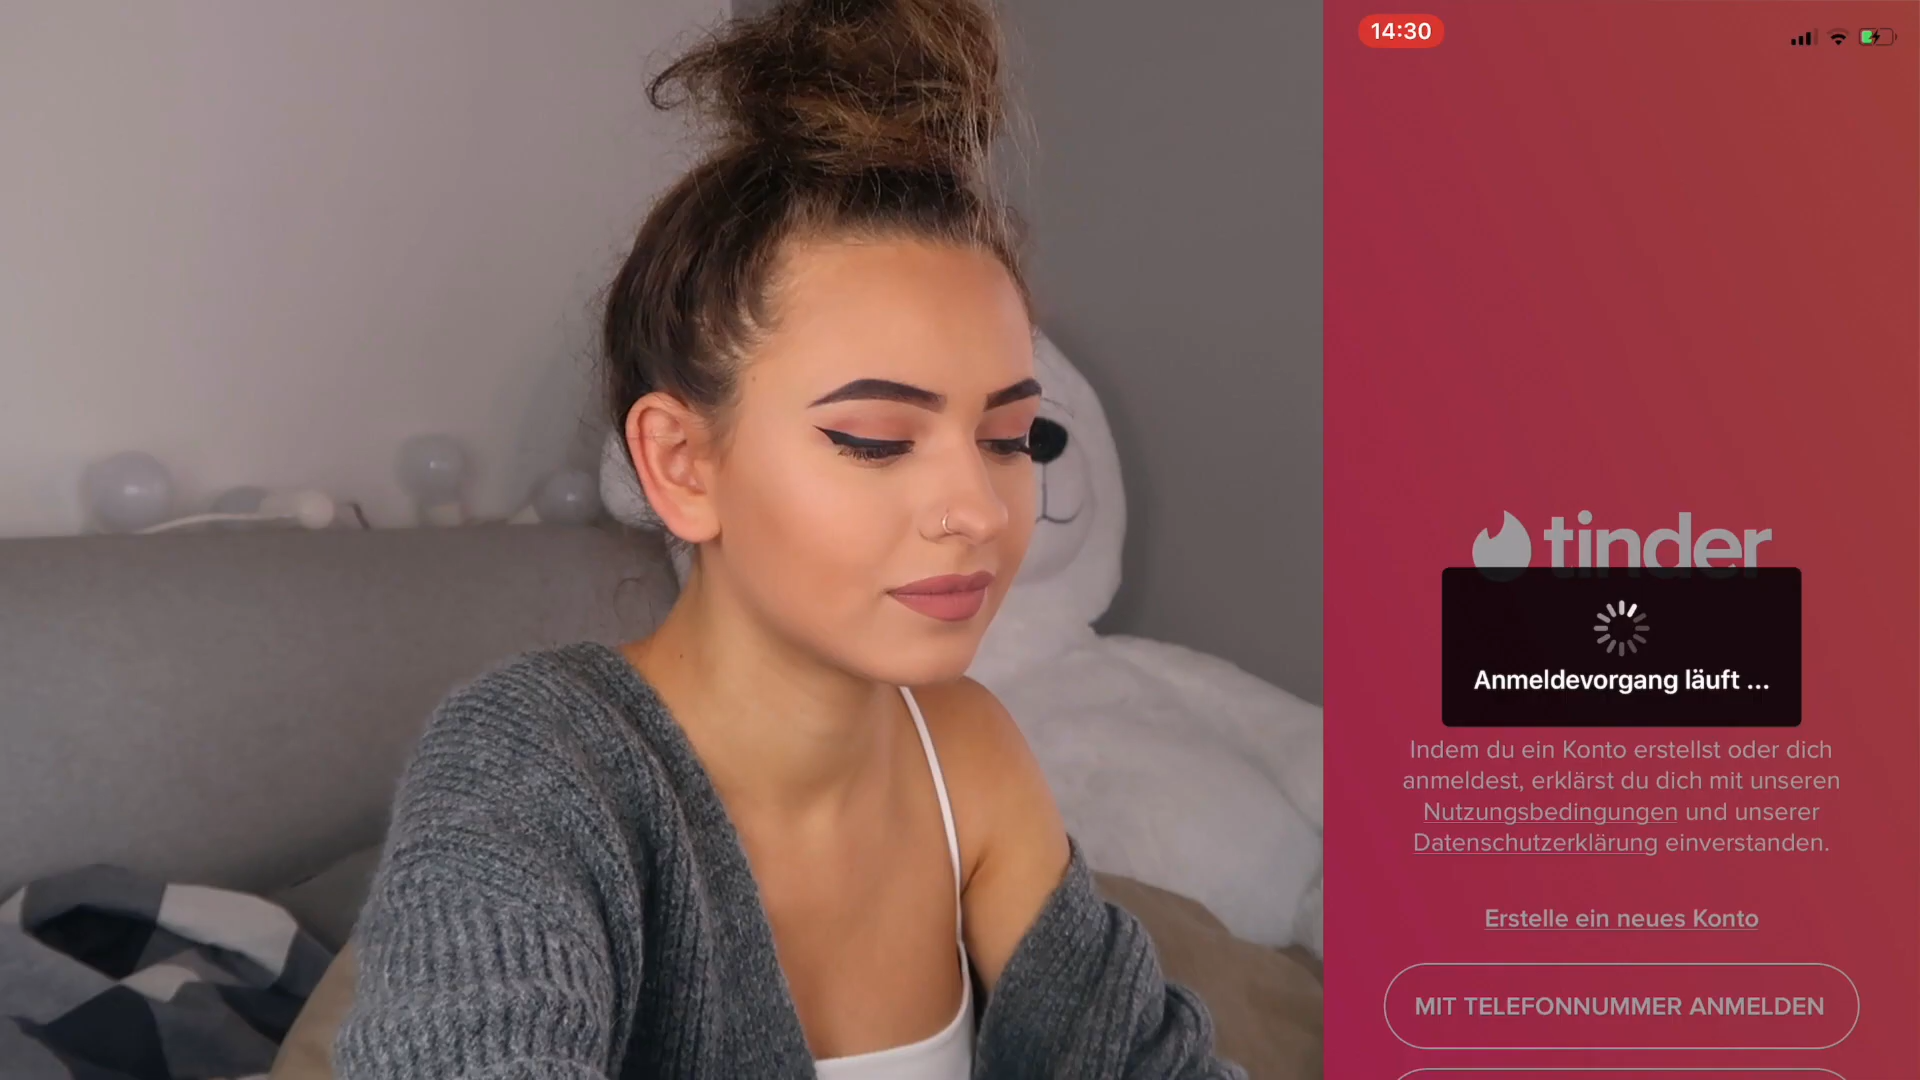 14:30
tinder
Anmeldevorgang läuft ...
Indem du ein Konto erstellst oder dich
anmeldest, erklärst du dich mit unseren
Nutzungsbedingungen und unserer
Datenschutzerklärung einverstanden.
Erstelle ein neues Konto
MIT TELEFONNUMMER ANMELDEN